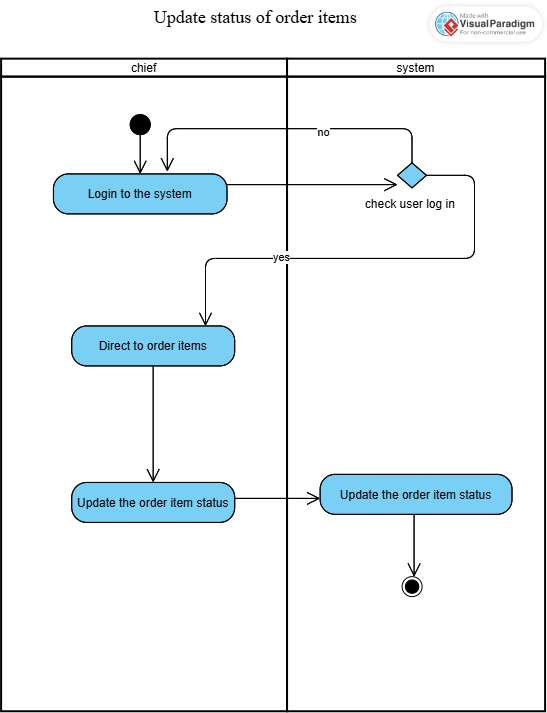 Update status of order items
Made with
Visual Paradigm
For non-commercial use
chief
system
no
Login to the system
check user log in
yes
Direct to order items
Update the order item status
Update the order item status